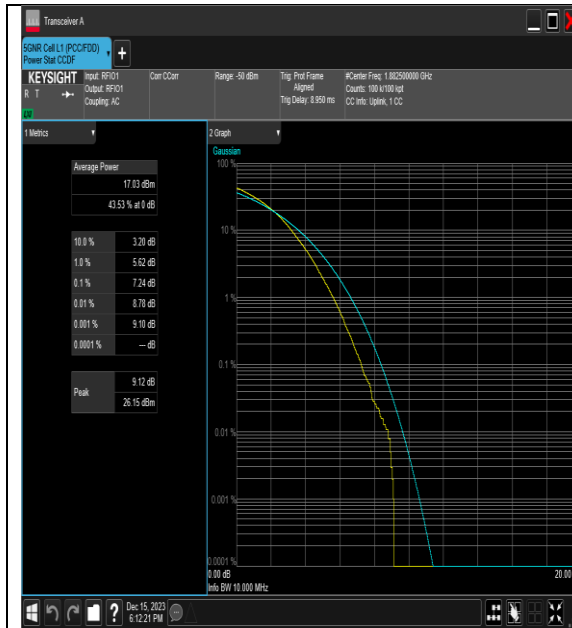 Transceiver A
5GNR Cell L1 (PCC/FDD)
Power Stat CCDF
+
KEYSIGHT
R T
LXI
Input: RFIO1
Output: RFIO1
Coupling: AC
Corr CCorr
Range: -50 dBm
Trig: Prot Frame
Aligned
Trig Delay: 8.950 ms
#Center Freq: 1.882500000 GHz
Counts: 100 k/100 kpt
CC Info: Uplink, 1 CC
1 Metrics
Average Power
17.03 dBm
43.53 % at 0 dB
10.0 % 3.20 dB
1.0 % 5.62 dB
0.1 % 7.24 dB
0.01 % 8.78 dB
0.001 % 9.10 dB
0.0001 % --- dB
Peak
9.12 dB
26.15 dBm
2 Graph
Gaussian
100 %
10 %
1 %
0.1 %
0.01 %
0.001 %
0.0001 %
0.00 dB
20.00
Info BW 10.000 MHz
?
Dec 15, 2023
6:12:21 PM